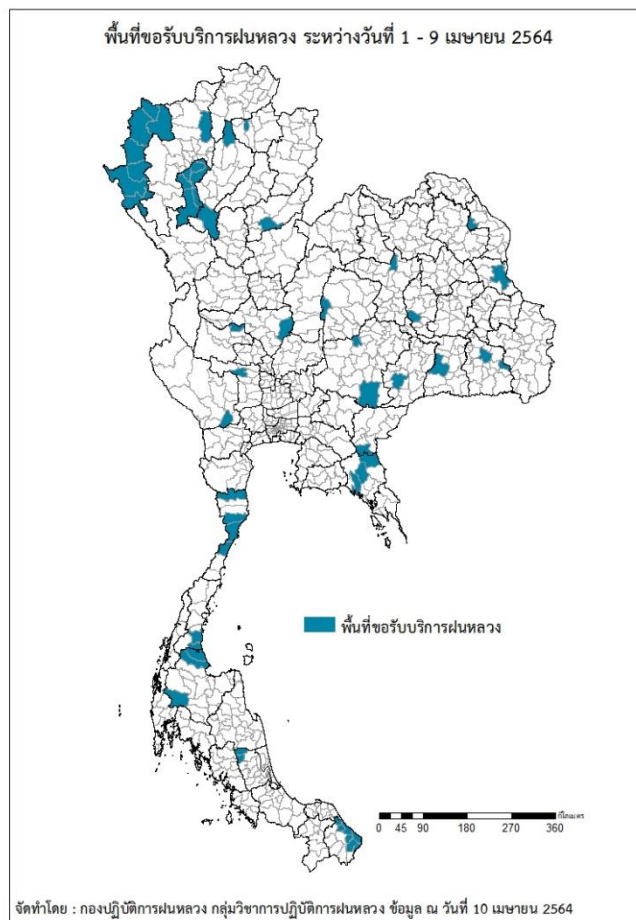 พื้นที่ขอรับบริการฝนหลวง ระหว่างวันที่ 1 - 9 เมษายน 2564
พื้นที่ขอรับบริการฝนหลวง
กิโลเมตร
0 45 90 180 270 360
จัดทำโดย : กองปฏิบัติการฝนหลวง กลุ่มวิชาการปฏิบัติการฝนหลวง ข้อมูล ณ วันที่ 10 เมษายน 2564